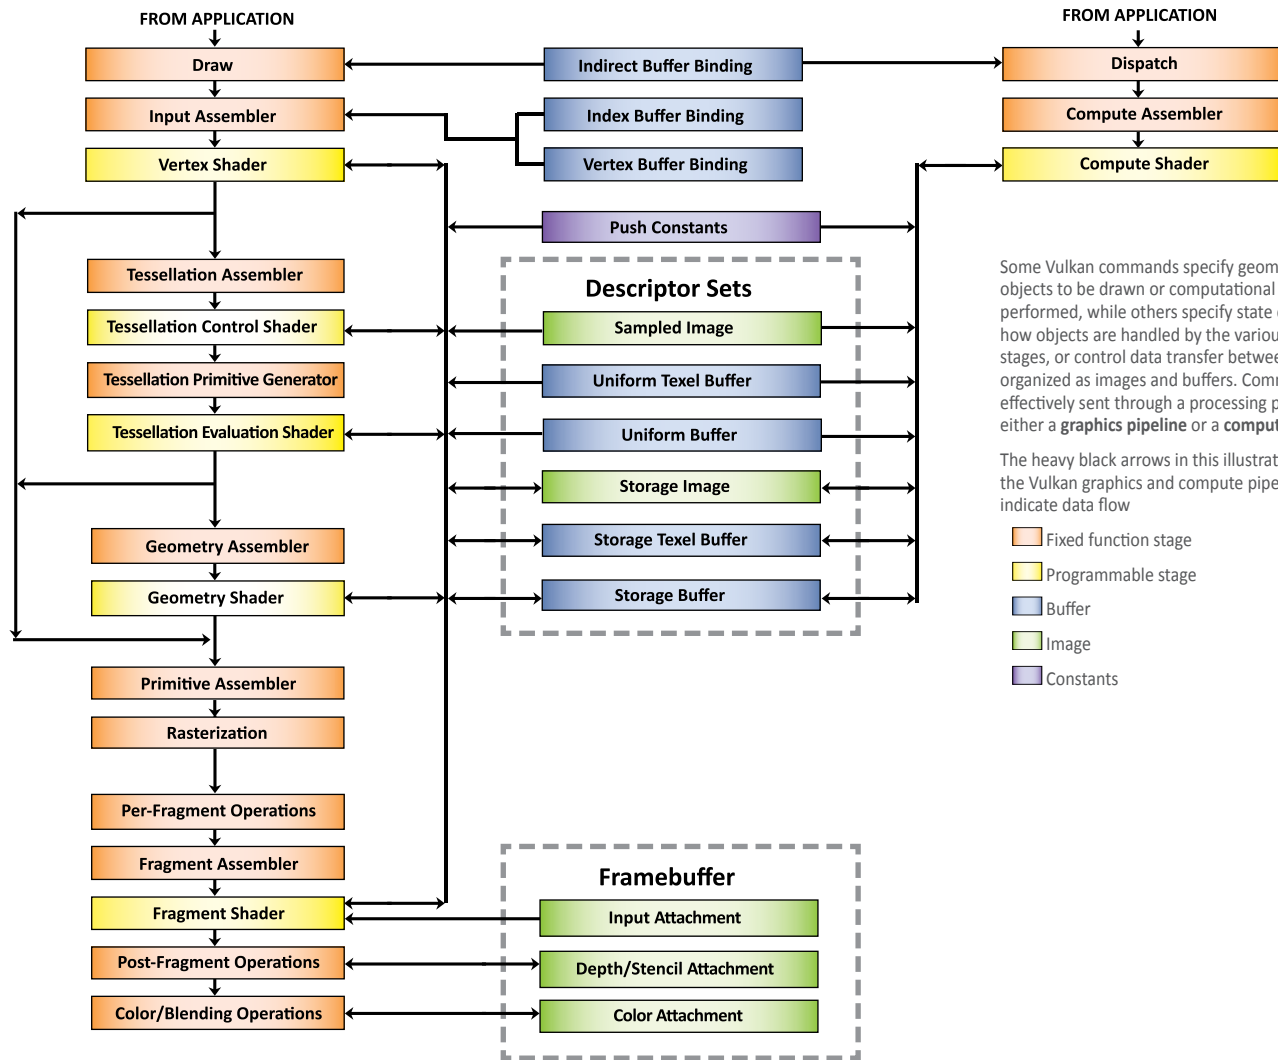 FROM APPLICATION
Draw
Input Assembler
Vertex Shader
Tessellation Assembler
Tessellation Control Shader
Tessellation Primitive Generator
Tessellation Evaluation Shader
Geometry Assembler
Geometry Shader
Primitive Assembler
Rasterization
Per-Fragment Operations
Fragment Assembler
Fragment Shader
Post-Fragment Operations
Color/Blending Operations
Indirect Buffer Binding
Index Buffer Binding
Vertex Buffer Binding
Push Constants
Descriptor Sets
Sampled Image
Uniform Texel Buffer
Uniform Buffer
Storage Image
Storage Texel Buffer
Storage Buffer
Framebuffer
Input Attachment
Depth/Stencil Attachment
Color Attachment
FROM APPLICATION
Dispatch
Compute Assembler
Compute Shader
Some Vulkan commands specify geom
objects to be drawn or computational
performed, while others specify state
how objects are handled by the variou
stages, or control data transfer betwee
organized as images and buffers. Comm
effectively sent through a processing p
either a graphics pipeline or a comput
The heavy black arrows in this illustrat
the Vulkan graphics and compute pipe
indicate data flow
Fixed function stage
Programmable stage
Buffer
Image
Constants